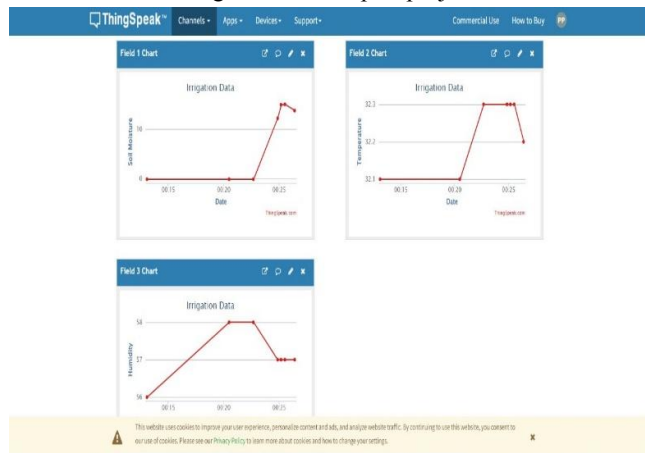 ThingSpeak™ Channels Apps Devices Support Commercial Use How to Buy PP
Field 1 Chart
Irrigation Data
Soil Moisture
0
00:15 00:20 00:25
Date
ThingSpeak.com
Field 2 Chart
Irrigation Data
Temperature
32.3
32.2
32.1
00:15 00:20 00:25
Date
ThingSpeak.com
Field 3 Chart
Irrigation Data
Humidity
58
57
56
00:15 00:20 00:25
This website uses cookies to improve your user experience, personalize content and ads, and analyze website traffic. By continuing to use this website, you consent to
our use of cookies. Please see our Privacy Policy to learn more about cookies and how to change your settings.